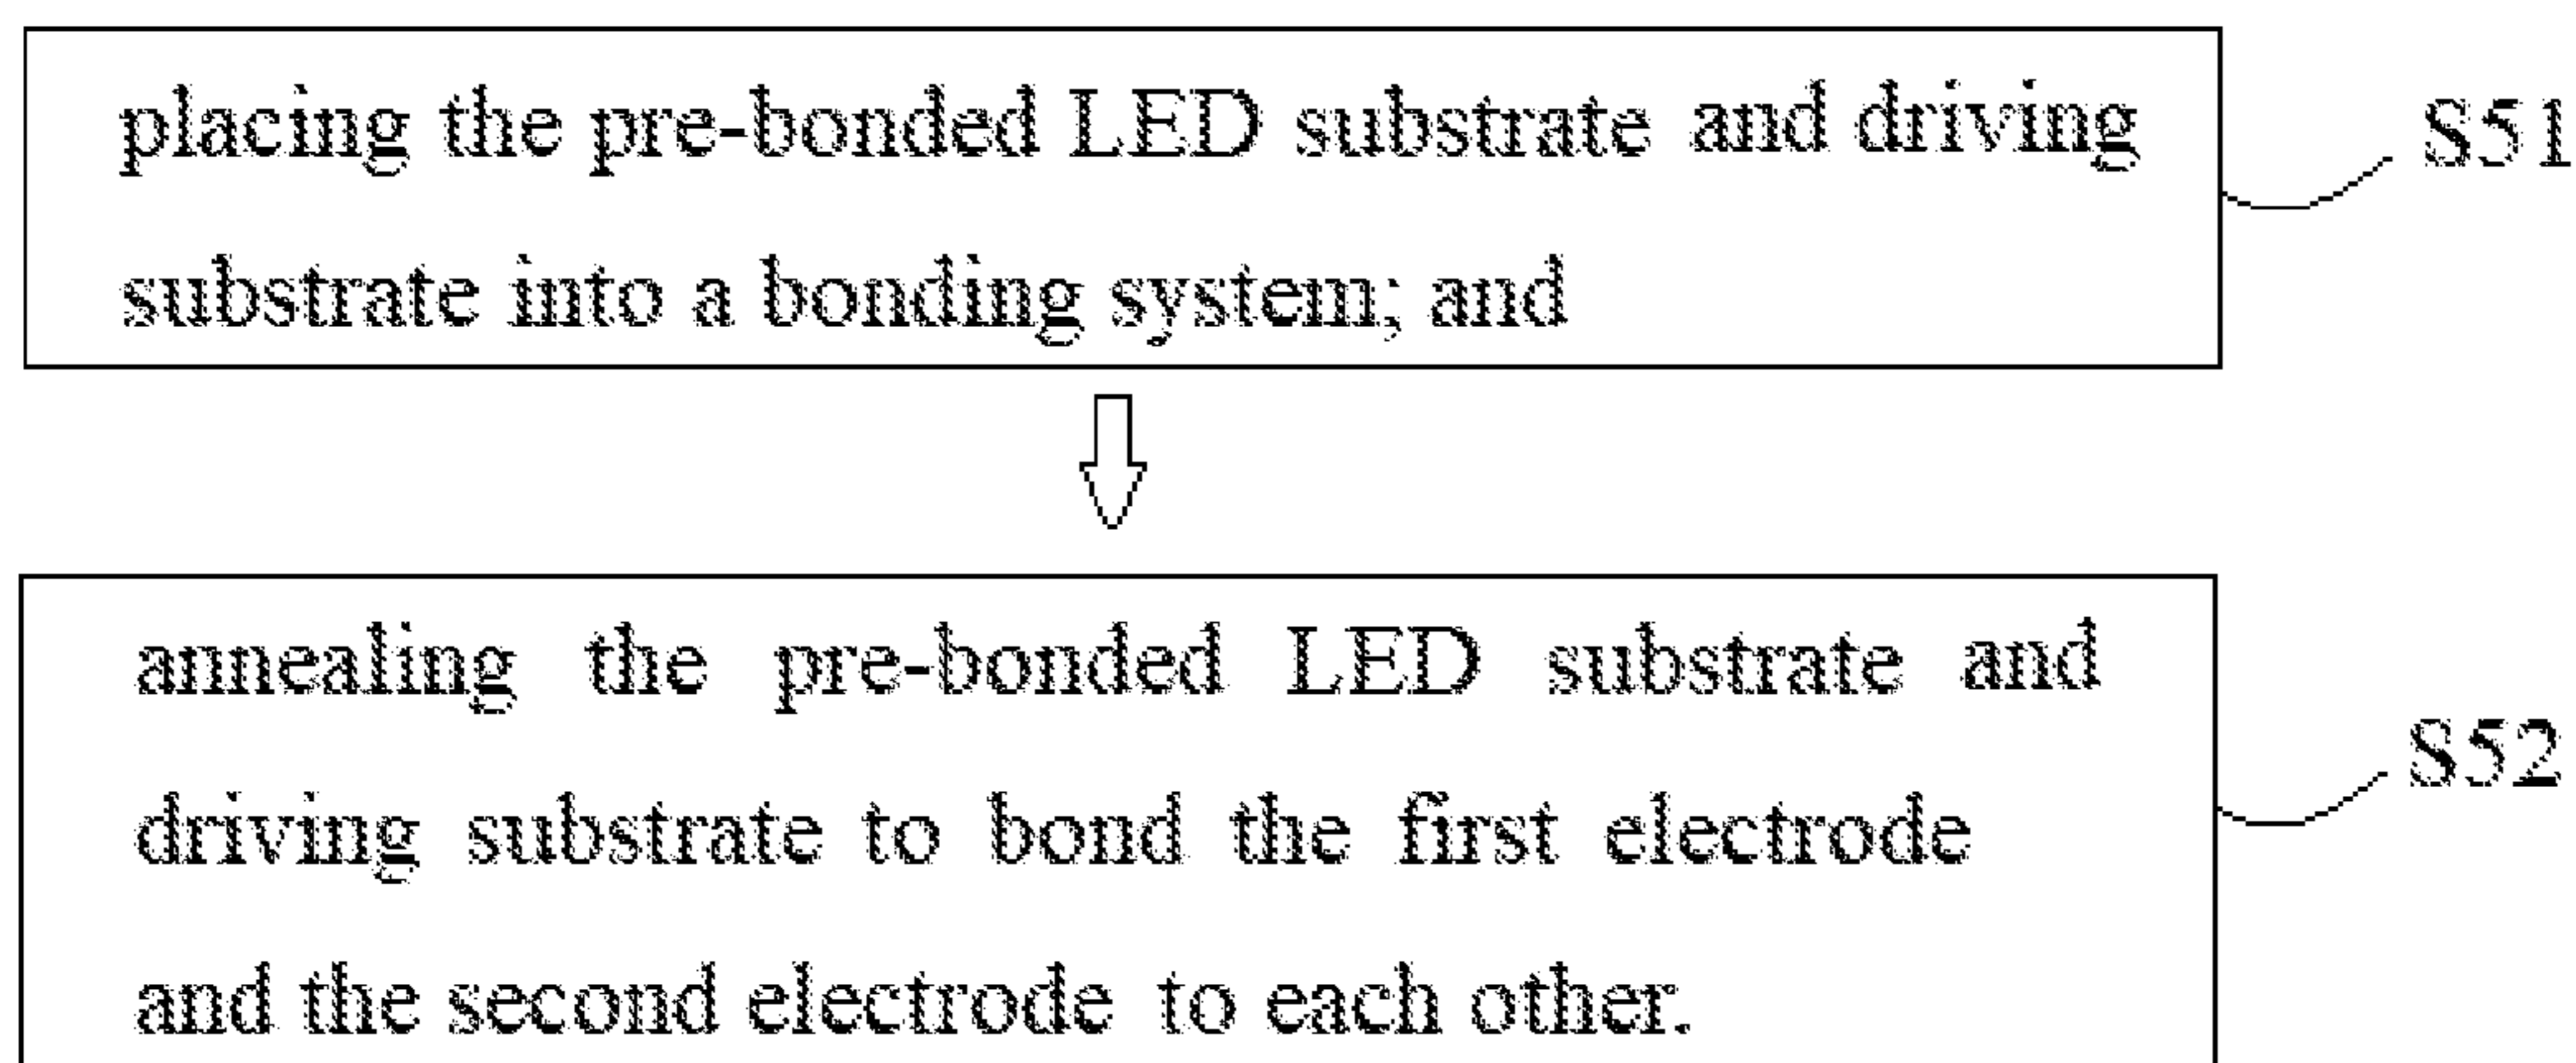 placing the pre-bonded LED substrate and driving
S51
substrate into a bonding system; and
annealing the pre-bonded LED substrate and
S52
driving substrate to bond the first electrode
and the second electrode to each other.